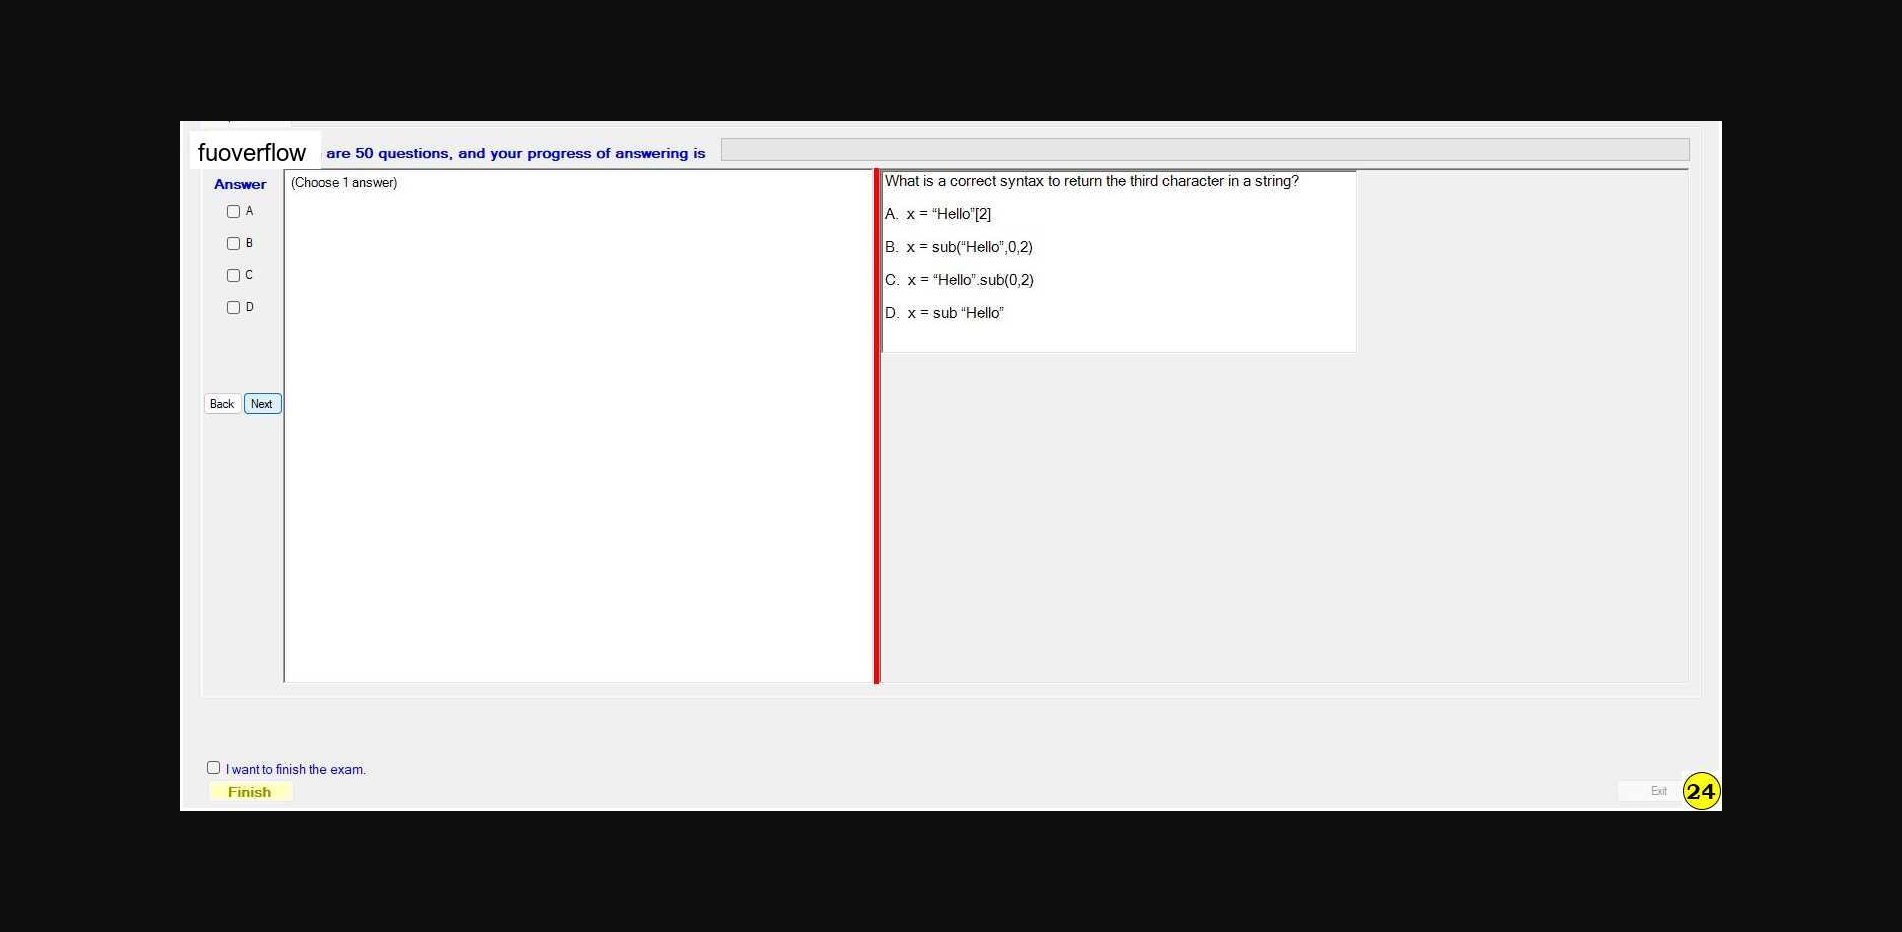 fuoverflow are 50 questions, and your progress of answering is
Answer
(Choose 1 answer)
A
B
C
D
Back Next
What is a correct syntax to return the third character in a string?
A. x = “Hello”[2]
B. x = sub(“Hello”,0,2)
C. x = “Hello”.sub(0,2)
D. x = sub “Hello”
I want to finish the exam.
Finish
Exit
24